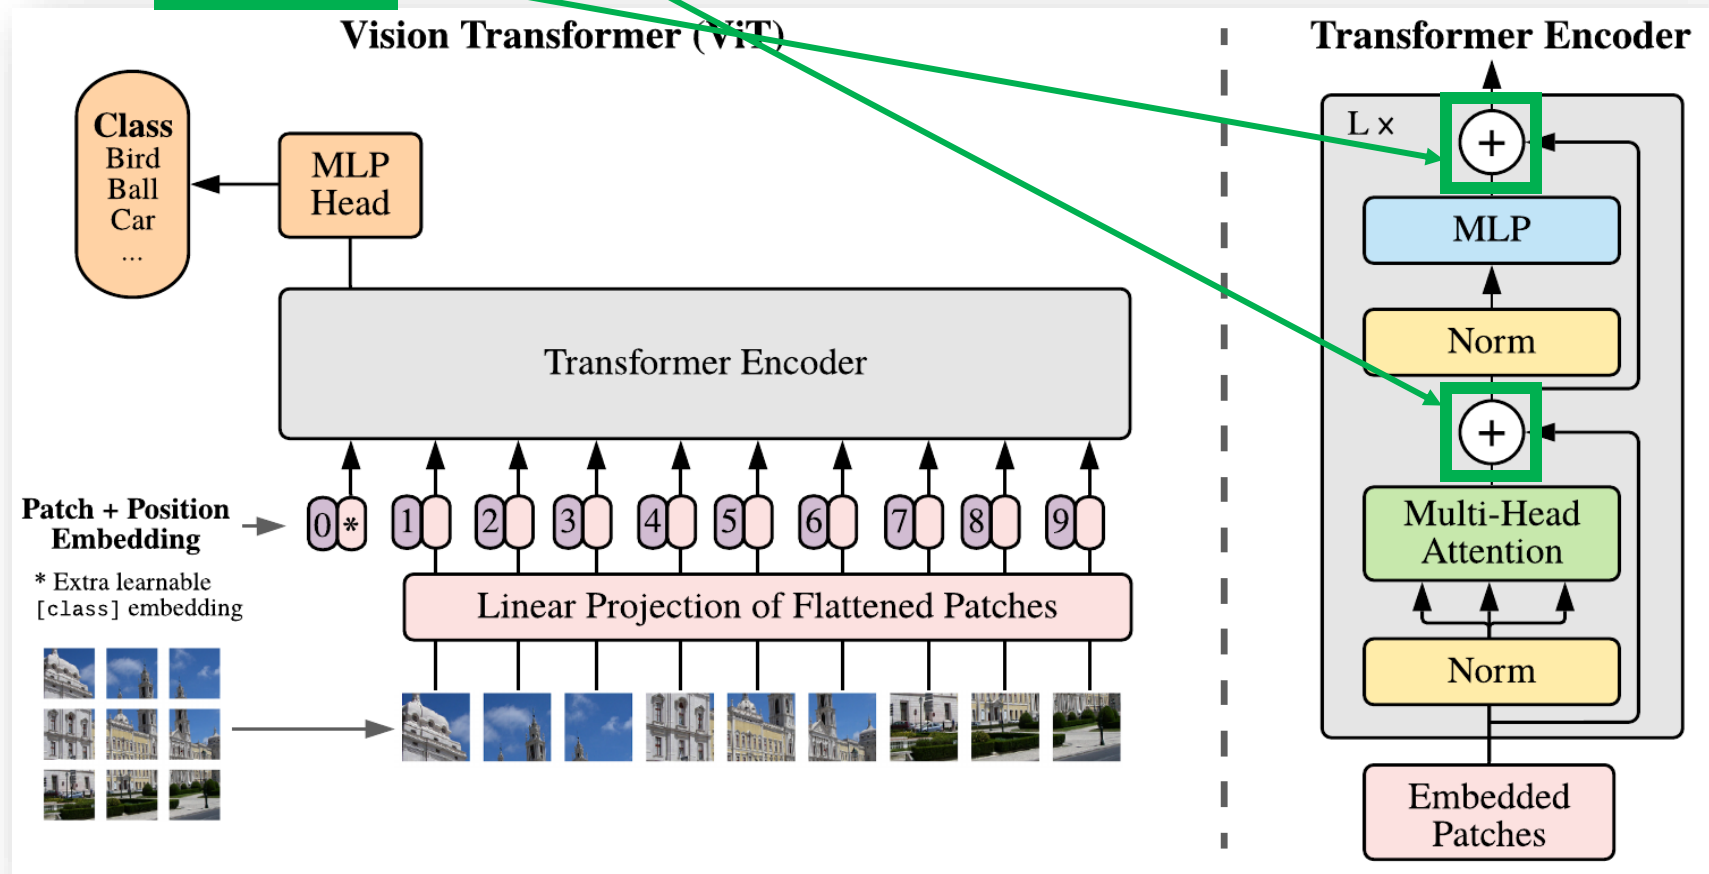 Vision Transformer (ViT)
Class
Bird
Ball
Car
...
MLP
Head
Transformer Encoder
Patch + Position
Embedding
* Extra learnable
[class] embedding
0 * 1 2 3 4 5 6 7 8 9
Linear Projection of Flattened Patches
Transformer Encoder
L ×
+
MLP
Norm
+
Multi-Head
Attention
Norm
Embedded
Patches